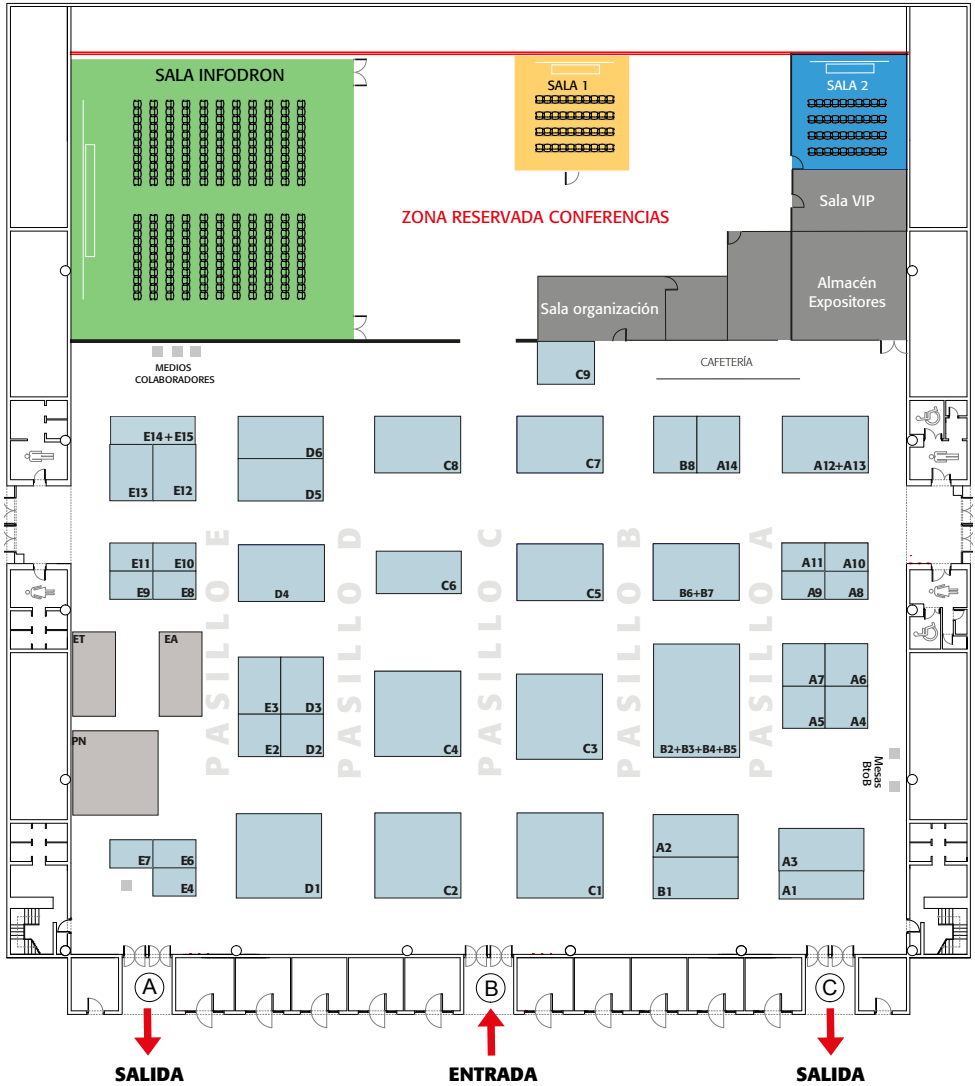 SALA INFODRON
SALA 1
SALA 2
Sala VIP
ZONA RESERVADA CONFERENCIAS
Almacén
Expositores
Sala organización
MEDIOS
COLABORADORES
CAFETERÍA
C9
E14+E15
E13
E12
D6
D5
C8
C7
B8
A14
A12+A13
PASILLO E
PASILLO D
PASILLO C
PASILLO B
PASILLO A
E11
E10
E9
E8
D4
C6
C5
B6+B7
A11
A10
A9
A8
ET
EA
E3
D3
E2
D2
C4
C3
B2+B3+B4+B5
A7
A6
A5
A4
PN
Mesas
BtoB
E7
E6
E4
D1
C2
C1
A2
B1
A3
A1
A
B
C
SALIDA
ENTRADA
SALIDA